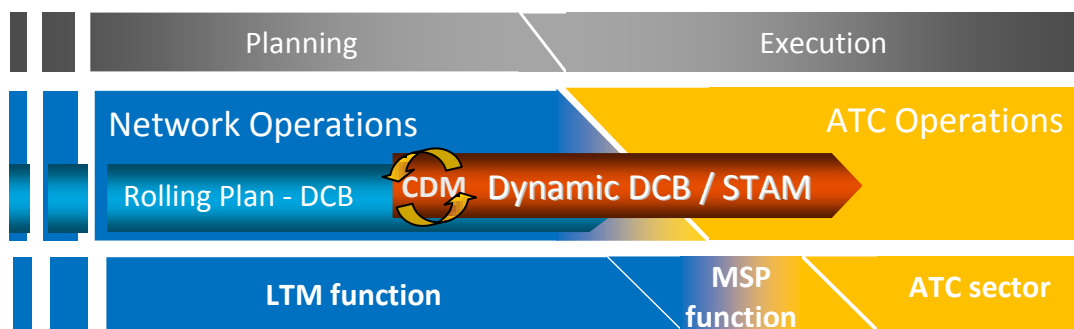 Planning
Execution
Network Operations
ATC Operations
Rolling Plan - DCB
CDM
Dynamic DCB / STAM
LTM function
MSP
function
ATC sector